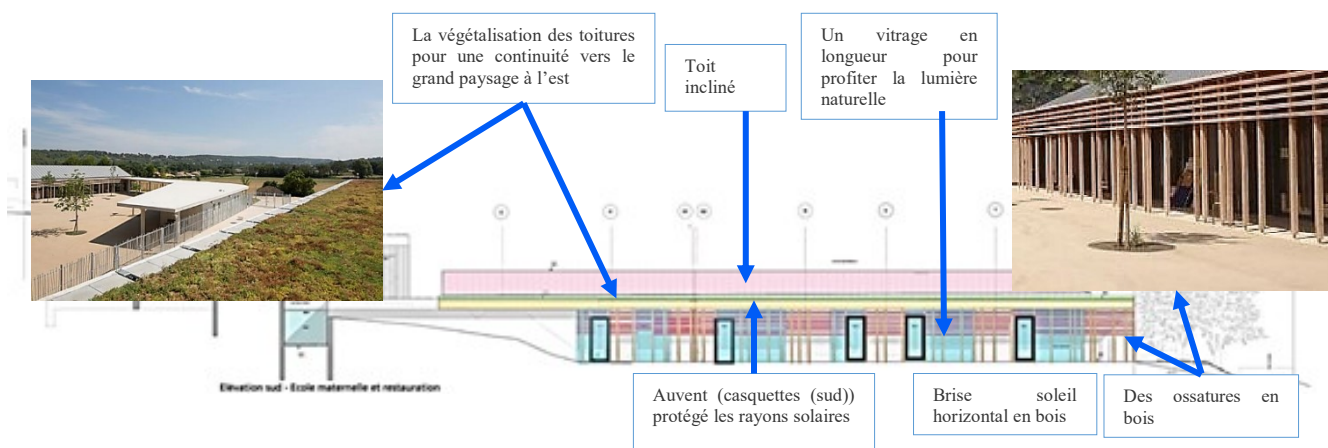 La végétalisation des toitures
pour une continuité vers le
grand paysage à l'est
Toit
incliné
Un vitrage en
longueur pour
profiter la lumière
naturelle
Elevation sud - Ecole maternelle et restauration
Auvent (casquettes (sud))
protégé les rayons solaires
Brise soleil
horizontal en bois
Des ossatures en
bois